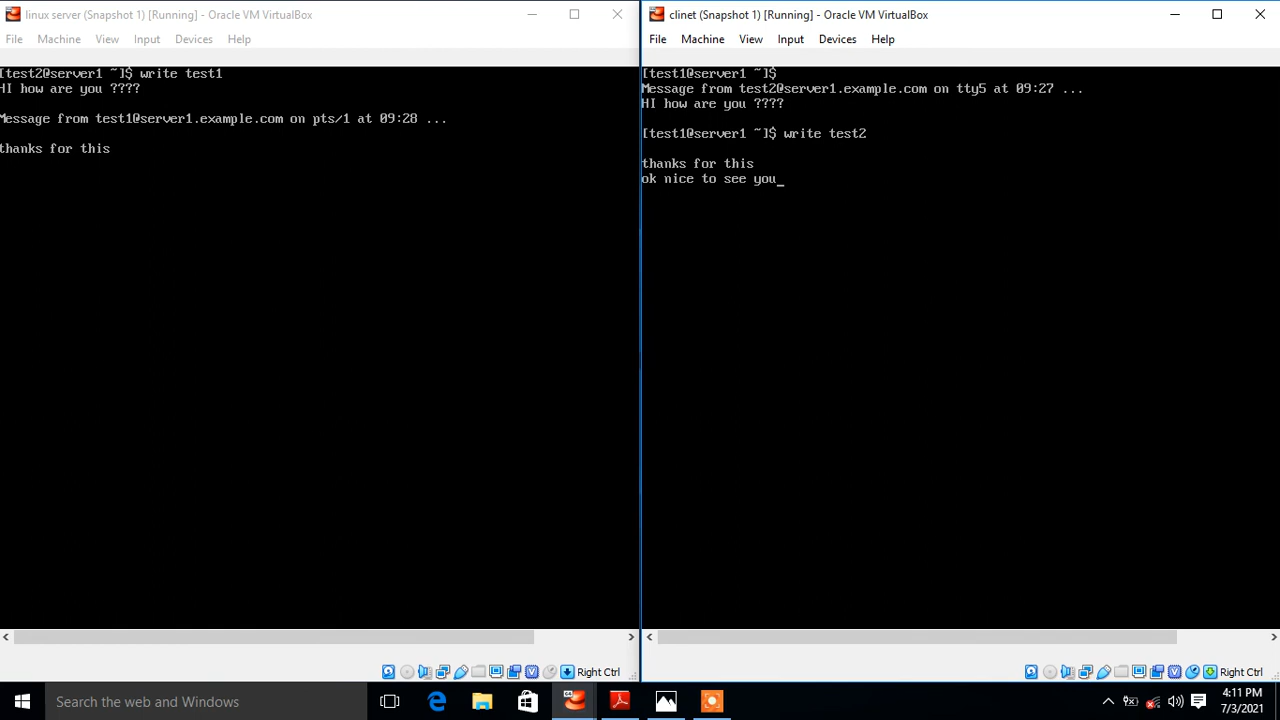 linux server (Snapshot 1) [Running] - Oracle VM VirtualBox
File Machine View Input Devices Help
[test2@server1 ~]$ write test1
HI how are you ????
Message from test1@server1.example.com on pts/1 at 09:28 ...
thanks for this
Right Ctrl
clinet (Snapshot 1) [Running] - Oracle VM VirtualBox
File Machine View Input Devices Help
[test1@server1 ~]$
Message from test2@server1.example.com on tty5 at 09:27 ...
HI how are you ????
[test1@server1 ~]$ write test2
thanks for this
ok nice to see you_
Right Ctrl
Search the web and Windows
4:11 PM
7/3/2021